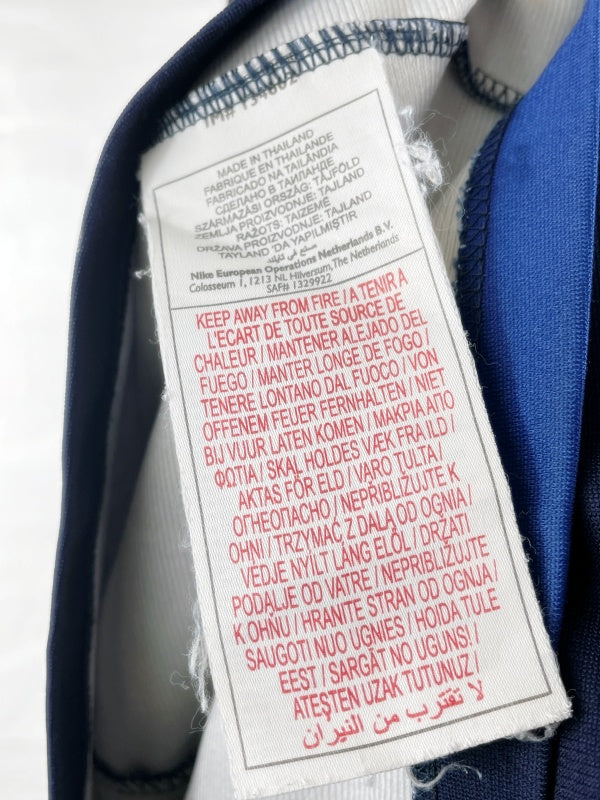 MADE IN THAILAND
FABRIQUE EN THAILANDE
FABRICADO NA TAILÂNDIA
СДЕЛАНО В ТАИЛАНДЕ
SZÁRMAZÁSI ORSZÁG: TÁJFÖLD
ZEMLJA PROIZVODNJE: TAJLAND
RAŽOTS: TAIZEMĒ
DRŽAVA PROIZVODNJE: TAJLAND
TAYLAND 'DA YAPILMIŞTIR
صنع في تايلاند
Nike European Operations Netherlands B.V.
Colosseum 1, 1213 NL Hilversum, The Netherlands
SAF# 1329922
KEEP AWAY FROM FIRE / A TENIR A
L'ECART DE TOUTE SOURCE DE
CHALEUR / MANTENER ALEJADO DEL
FUEGO / MANTER LONGE DE FOGO /
TENERE LONTANO DAL FUOCO / VON
OFFENEM FEUER FERNHALTEN / NIET
BIJ VUUR LATEN KOMEN / ΜΑΚΡΙΑ ΑΠΟ
ΦΩΤΙΑ / SKAL HOLDES VÆK FRA ILD /
AKTAS FÖR ELD / VARO TULTA /
ОГНЕОПАСНО / NEPŘIBLIŽUJTE K
OHNI / TRZYMAĆ Z DALA OD OGNIA /
VEDJE NYÍLT LÁNG ELŐL / DRŽATI
PODALJE OD VATRE / NEPRIBLIŽUJTE
K OHŇU / HRANITE STRAN OD OGNJA /
SAUGOTI NUO UGNIES / HOIDA TULE
EEST / SARGĀT NO UGUNS! /
ATEŞTEN UZAK TUTUNUZ /
لا تقترب من النيران